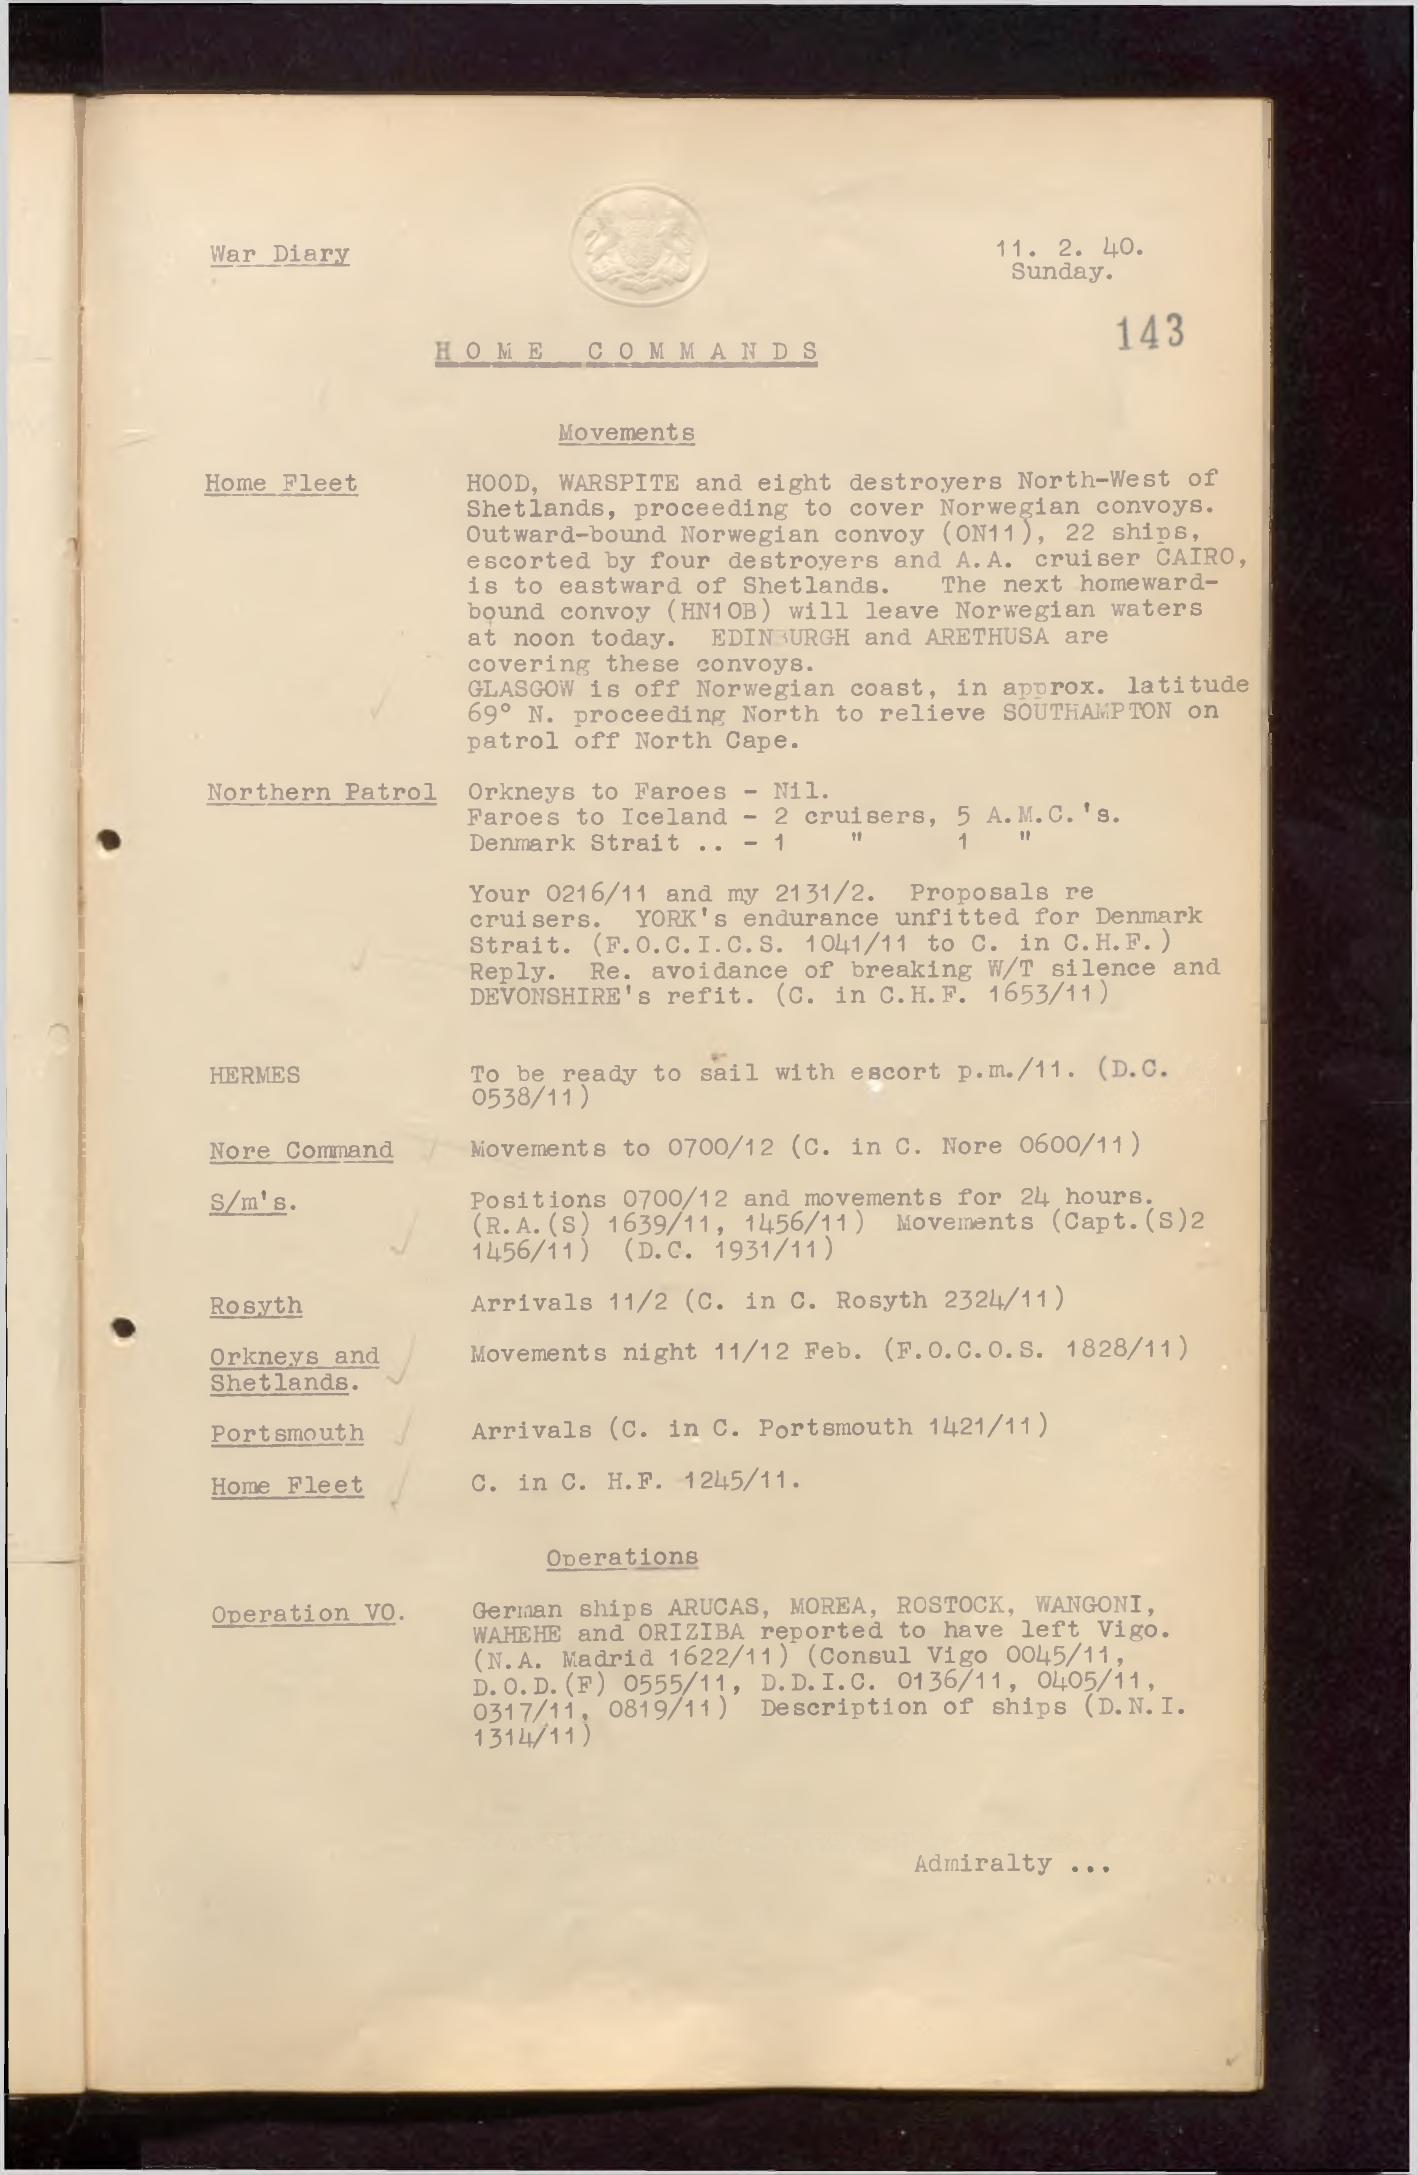 War Diary
11. 2. 40.
Sunday.
143
HOME COMMANDS
Movements
Home Fleet
HOOD, WARSPITE and eight destroyers North-West of
Shetlands, proceeding to cover Norwegian convoys.
Outward-bound Norwegian convoy (ON11), 22 ships,
escorted by four destroyers and A.A. cruiser CAIRO,
is to eastward of Shetlands. The next homeward-
bound convoy (HN10B) will leave Norwegian waters
at noon today. EDINBURGH and ARETHUSA are
covering these convoys.
GLASGOW is off Norwegian coast, in approx. latitude
69° N. proceeding North to relieve SOUTHAMPTON on
patrol off North Cape.
Northern Patrol
Orkneys to Faroes - Nil.
Faroes to Iceland - 2 cruisers, 5 A.M.C.'s.
Denmark Strait .. - 1 " 1 "
Your 0216/11 and my 2131/2. Proposals re
cruisers. YORK's endurance unfitted for Denmark
Strait. (F.O.C.I.C.S. 1041/11 to C. in C.H.F.)
Reply. Re. avoidance of breaking W/T silence and
DEVONSHIRE's refit. (C. in C.H.F. 1653/11)
HERMES
To be ready to sail with escort p.m./11. (D.C.
0538/11)
Nore Command
Movements to 0700/12 (C. in C. Nore 0600/11)
S/m's.
Positions 0700/12 and movements for 24 hours.
(R.A.(S) 1639/11, 1456/11) Movements (Capt.(S)2
1456/11) (D.C. 1931/11)
Rosyth
Arrivals 11/2 (C. in C. Rosyth 2324/11)
Orkneys and
Shetlands.
Movements night 11/12 Feb. (F.O.C.O.S. 1828/11)
Portsmouth
Arrivals (C. in C. Portsmouth 1421/11)
Home Fleet
C. in C. H.F. 1245/11.
Operations
Operation VO.
German ships ARUCAS, MOREA, ROSTOCK, WANGONI,
WAHEHE and ORIZIBA reported to have left Vigo.
(N.A. Madrid 1622/11) (Consul Vigo 0045/11,
D.O.D.(F) 0555/11, D.D.I.C. 0136/11, 0405/11,
0317/11, 0819/11) Description of ships (D.N.I.
1314/11)
Admiralty ...